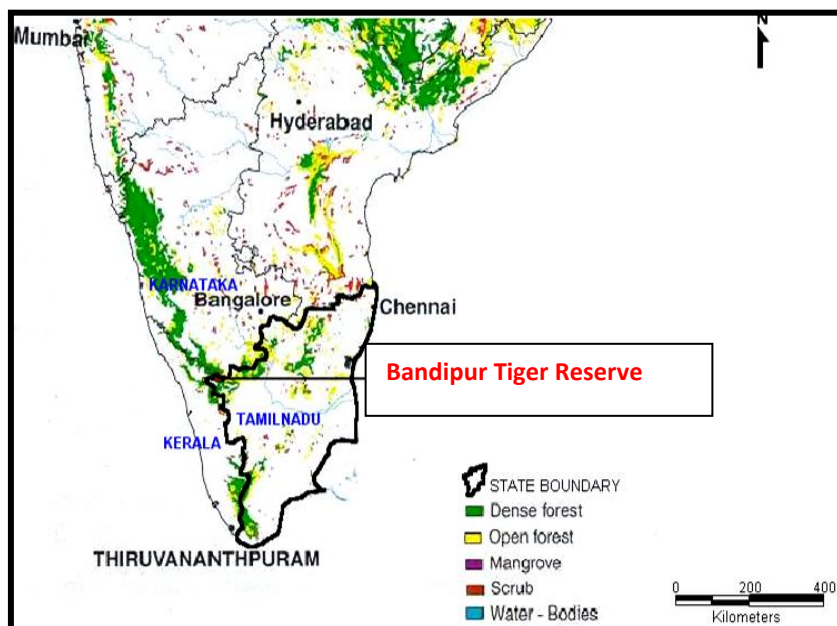 N
Mumbai
Hyderabad
KARNATAKA
Bangalore
Chennai
Bandipur Tiger Reserve
TAMILNADU
KERALA
THIRUVANANTHPURAM
STATE BOUNDARY
Dense forest
Open forest
Mangrove
Scrub
Water - Bodies
0 200 400
Kilometers